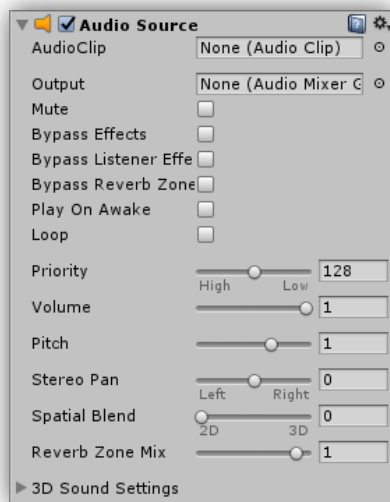 Audio Source
AudioClip None (Audio Clip)
Output None (Audio Mixer G
Mute
Bypass Effects
Bypass Listener Effe
Bypass Reverb Zone
Play On Awake
Loop
Priority 128
High Low
Volume 1
Pitch 1
Stereo Pan 0
Left Right
Spatial Blend 0
2D 3D
Reverb Zone Mix 1
3D Sound Settings